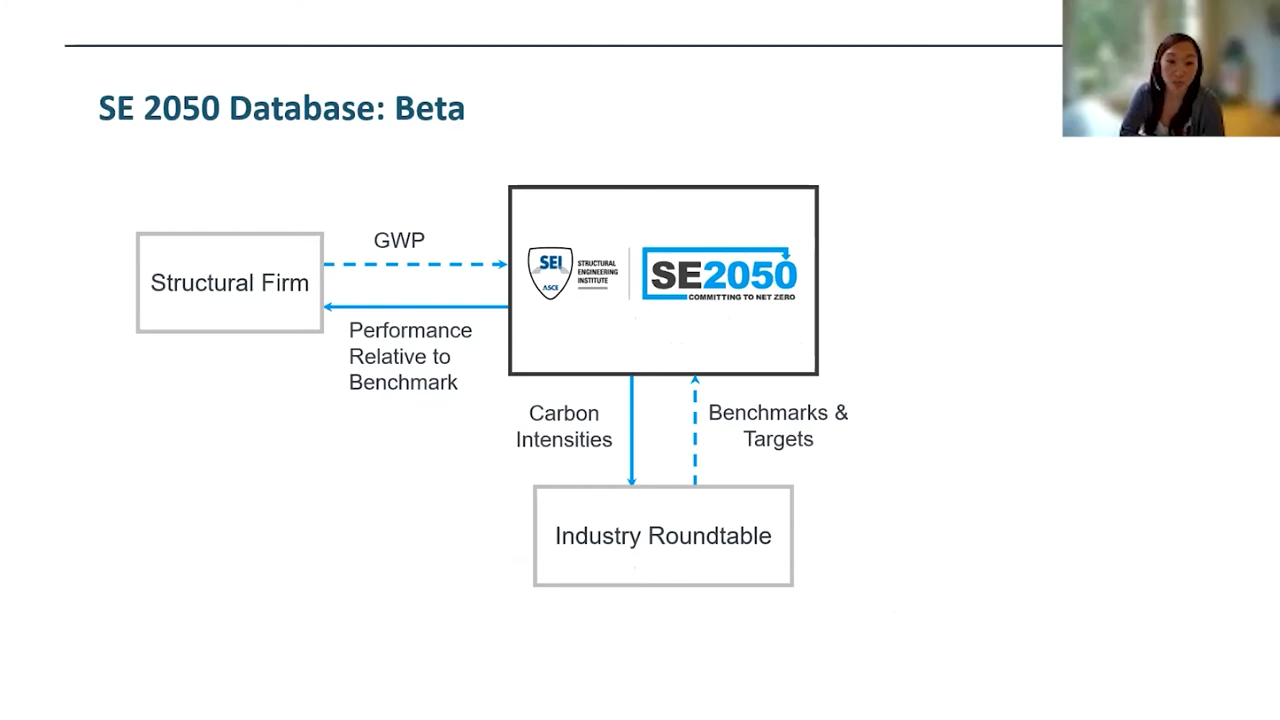 SE 2050 Database: Beta
GWP
Structural Firm
Performance
Relative to
Benchmark
SEI
ASCE
STRUCTURAL
ENGINEERING
INSTITUTE
SE2050
COMMITTING TO NET ZERO
Carbon
Intensities
Benchmarks &
Targets
Industry Roundtable